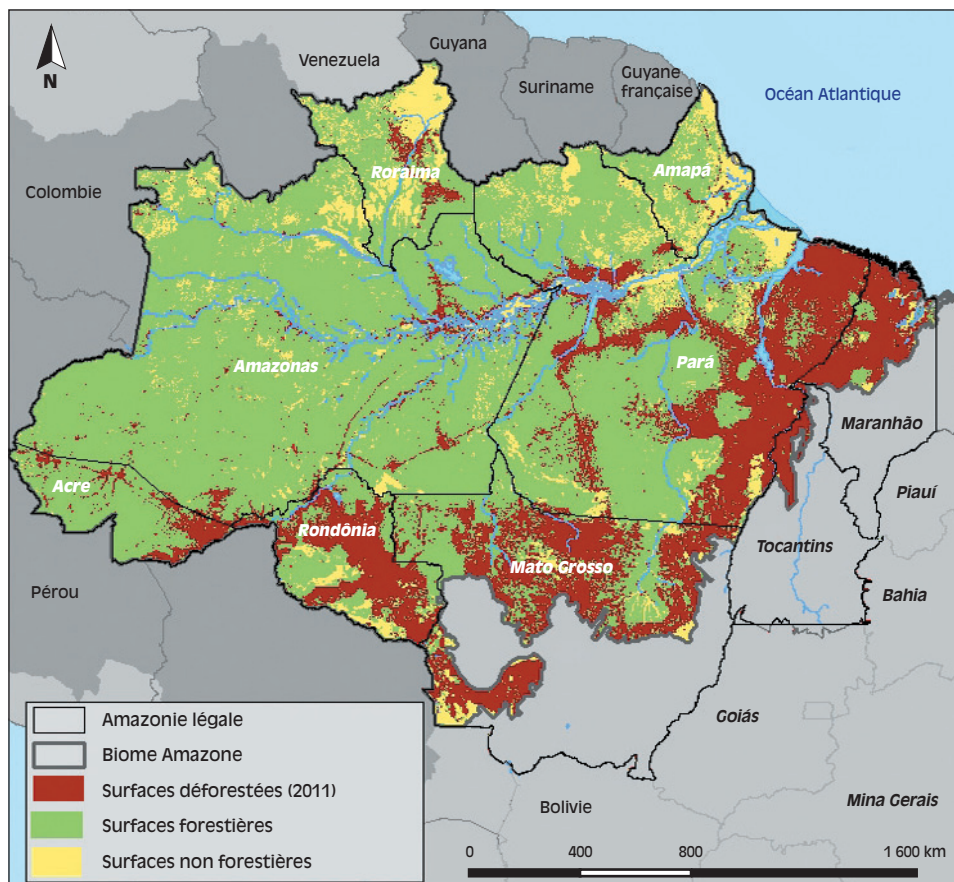 Guyana
Venezuela
Suriname
Guyane
française
Océan Atlantique
N
Colombie
Roraima
Amapá
Amazonas
Pará
Maranhão
Acre
Piauí
Rondônia
Mato Grosso
Tocantins
Pérou
Bahia
Goiás
Bolivie
Mina Gerais
Amazonie légale
Biome Amazone
Surfaces déforestées (2011)
Surfaces forestières
Surfaces non forestières
0 400 800 1 600 km